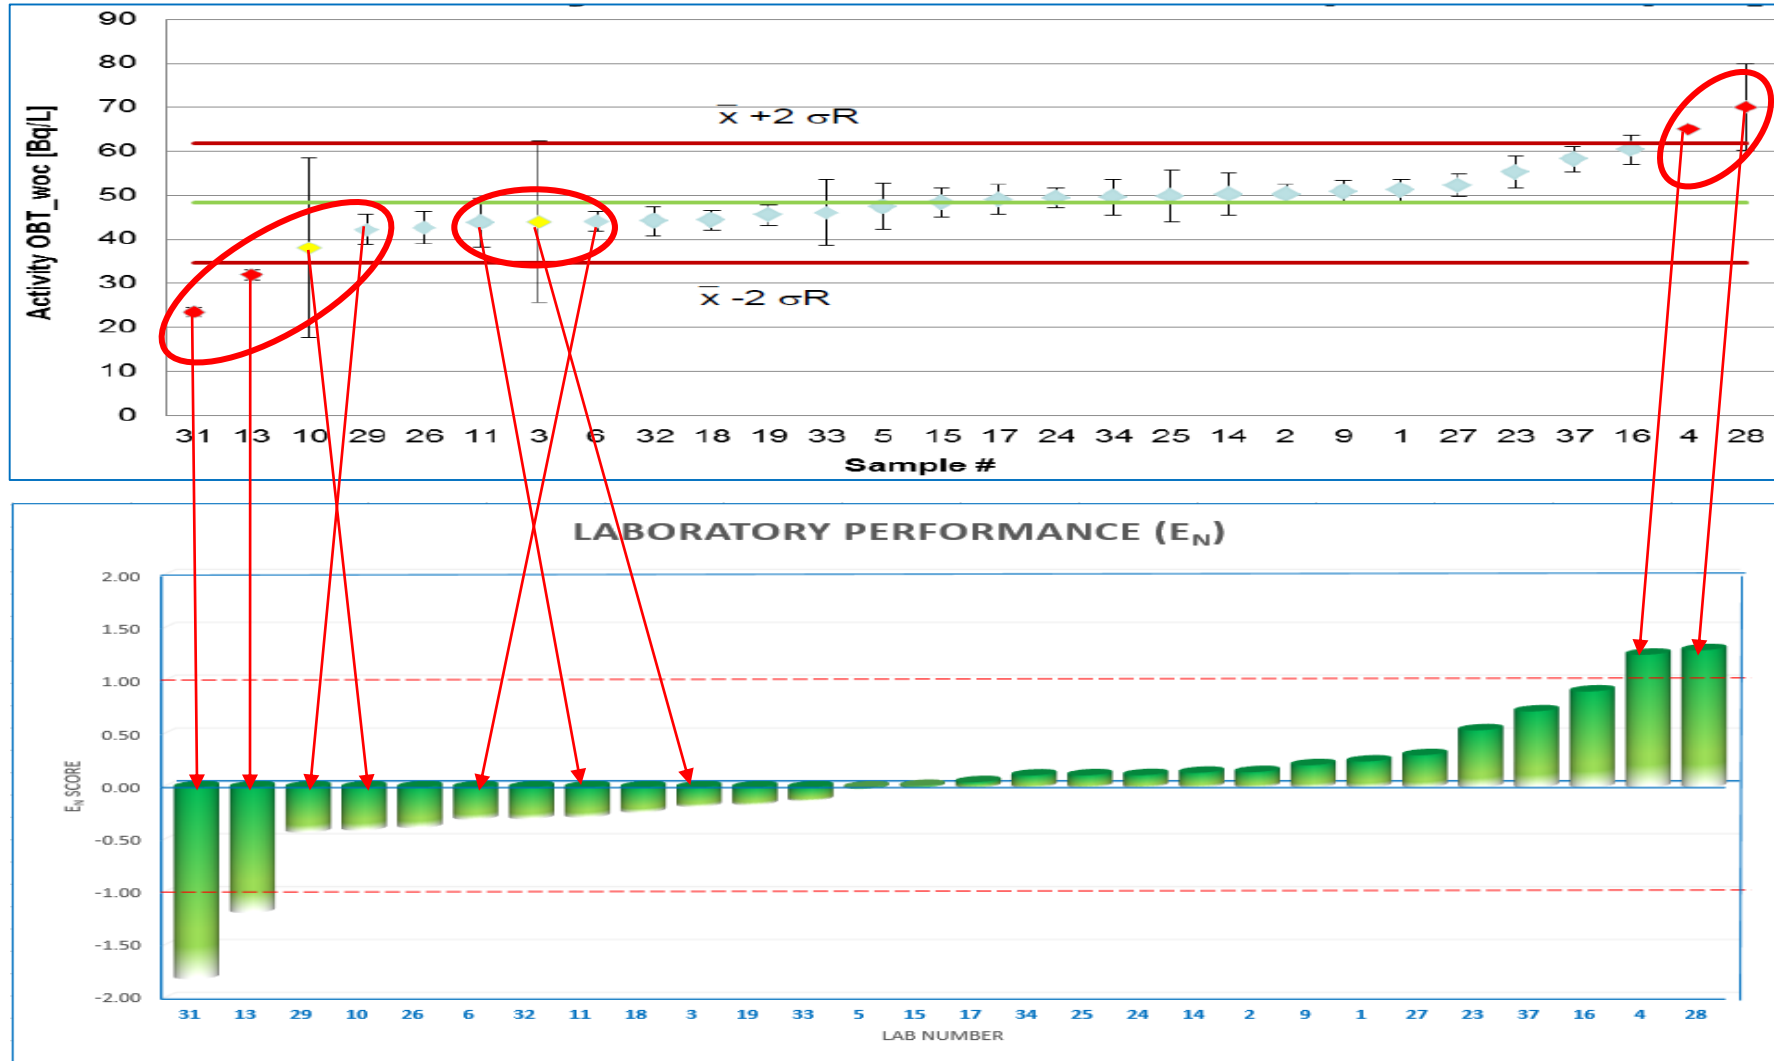 90
80
70
60
50
40
30
20
10
0
Activity OBT_woc [Bq/L]
x̄ +2 σR
x̄ -2 σR
31 13 10 29 26 11 3 6 32 18 19 33 5 15 17 24 34 25 14 2 9 1 27 23 37 16 4 28
Sample #
LABORATORY PERFORMANCE (E_N)
2.00
1.50
1.00
0.50
0.00
-0.50
-1.00
-1.50
-2.00
E_N SCORE
31 13 29 10 26 6 32 11 18 3 19 33 5 15 17 34 25 24 14 2 9 1 27 23 37 16 4 28
LAB NUMBER